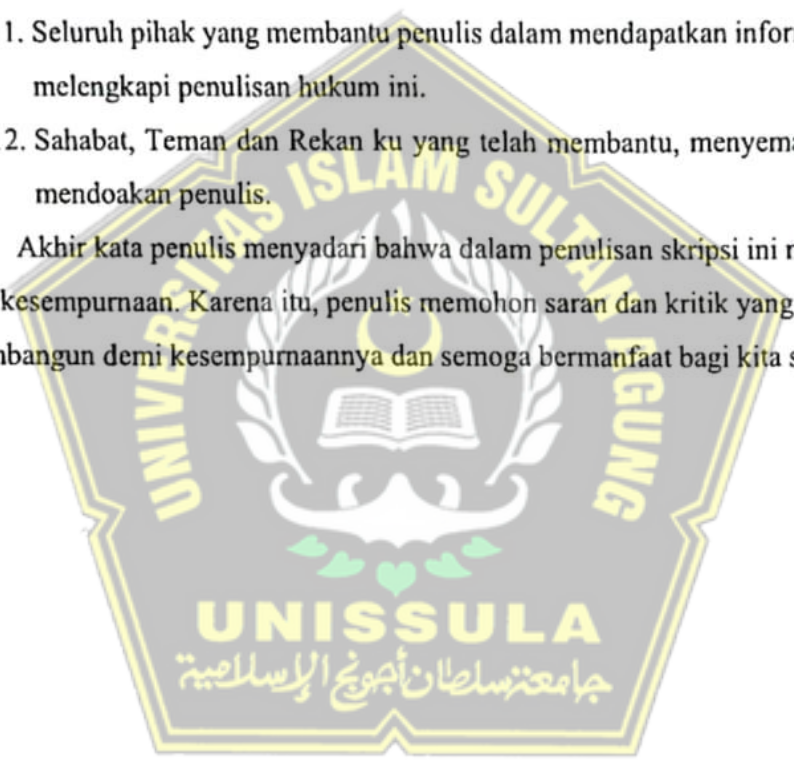 1. Seluruh pihak yang membantu penulis dalam mendapatkan infor
melengkapi penulisan hukum ini.
2. Sahabat, Teman dan Rekan ku yang telah membantu, menyema
mendoakan penulis.
Akhir kata penulis menyadari bahwa dalam penulisan skripsi ini
kesempurnaan. Karena itu, penulis memohon saran dan kritik yang
nbangun demi kesempurnaannya dan semoga bermanfaat bagi kita s
UNIVERSITAS ISLAM SULTAN AGUNG
UNISSULA
جامعة سلطان أجونج الإسلامية